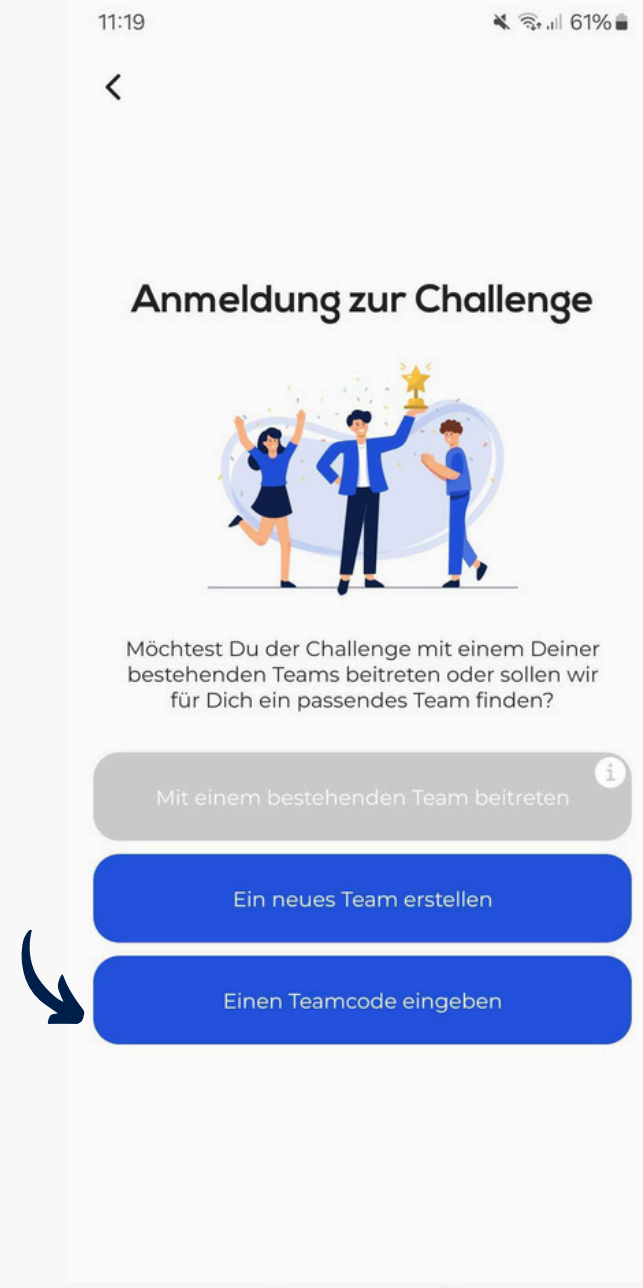 11:19
61%
Anmeldung zur Challenge
Möchtest Du der Challenge mit einem Deiner
bestehenden Teams beitreten oder sollen wir
für Dich ein passendes Team finden?
i
Mit einem bestehenden Team beitreten
Ein neues Team erstellen
Einen Teamcode eingeben